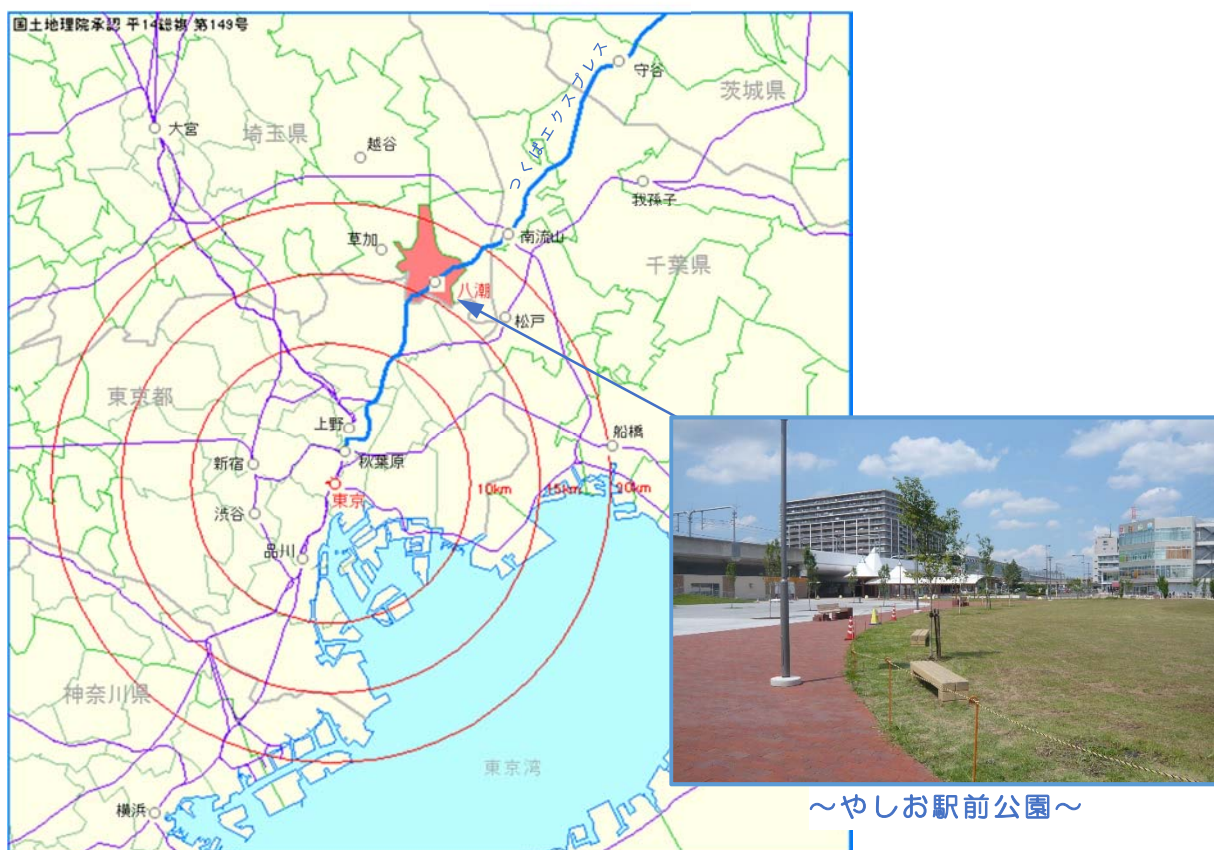 国土地理院承認 平14総複 第149号
つくばエクスプレス
守谷
茨城県
大宮
埼玉県
越谷
我孫子
草加
南流山
千葉県
八潮
松戸
東京都
上野
船橋
新宿
秋葉原
東京
10km
15km
20km
渋谷
品川
神奈川県
東京湾
横浜
～やしお駅前公園～